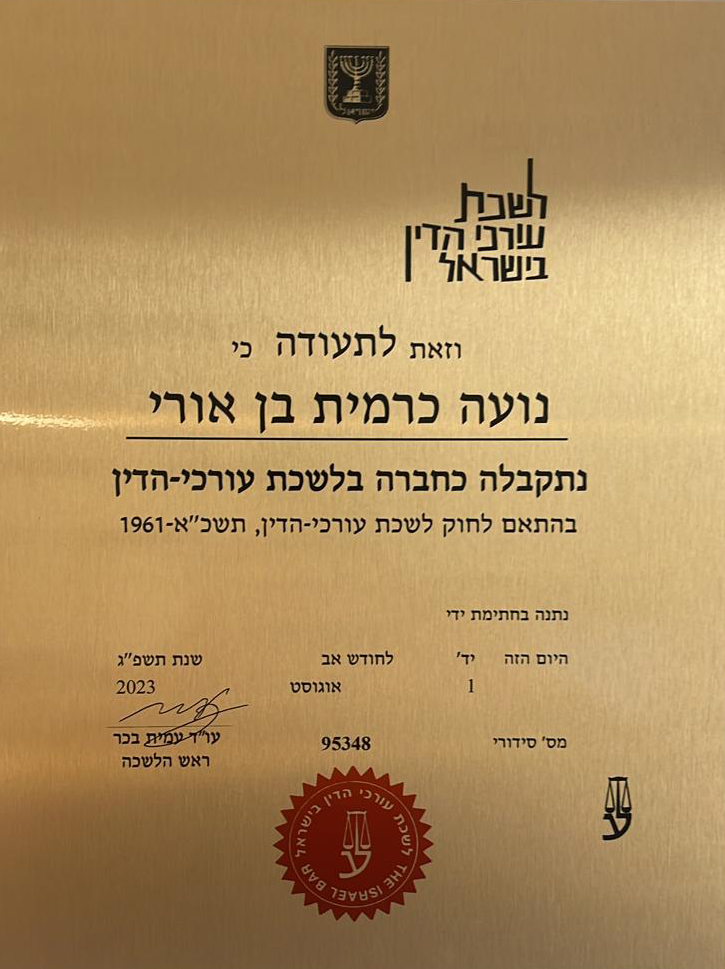 ישראל
לשכת
עורכי הדין
בישראל
וזאת לתעודה כי
נועה כרמית בן אורי
נתקבלה כחברה בלשכת עורכי-הדין
בהתאם לחוק לשכת עורכי-הדין, תשכ"א-1961
נתנה בחתימת ידי
היום הזה יד' לחודש אב שנת תשפ"ג
1 אוגוסט 2023
עו"ד עמית בכר
ראש הלשכה
מס' סידורי 95348
לשכת עורכי הדין בישראל
THE ISRAEL BAR
ע
ע